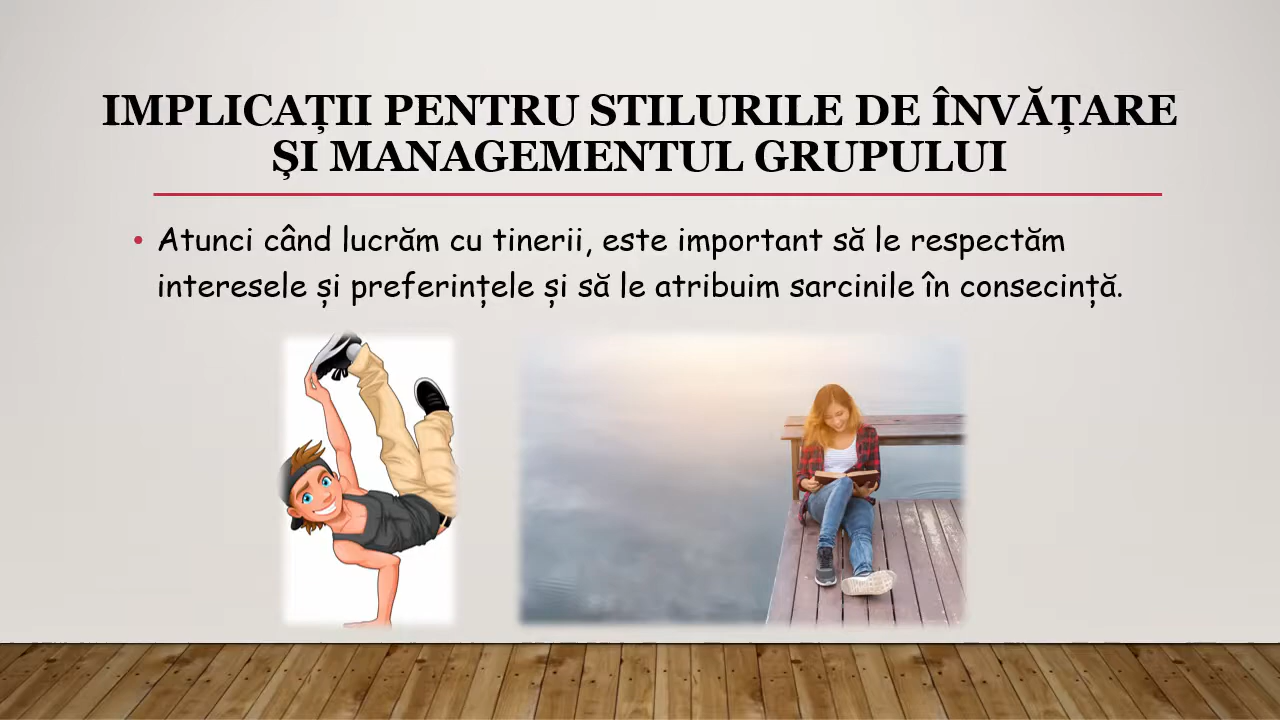 IMPLICAȚII PENTRU STILURILE DE ÎNVĂȚARE
ȘI MANAGEMENTUL GRUPULUI
• Atunci când lucrăm cu tinerii, este important să le respectăm
interesele și preferințele și să le atribuim sarcinile în consecință.